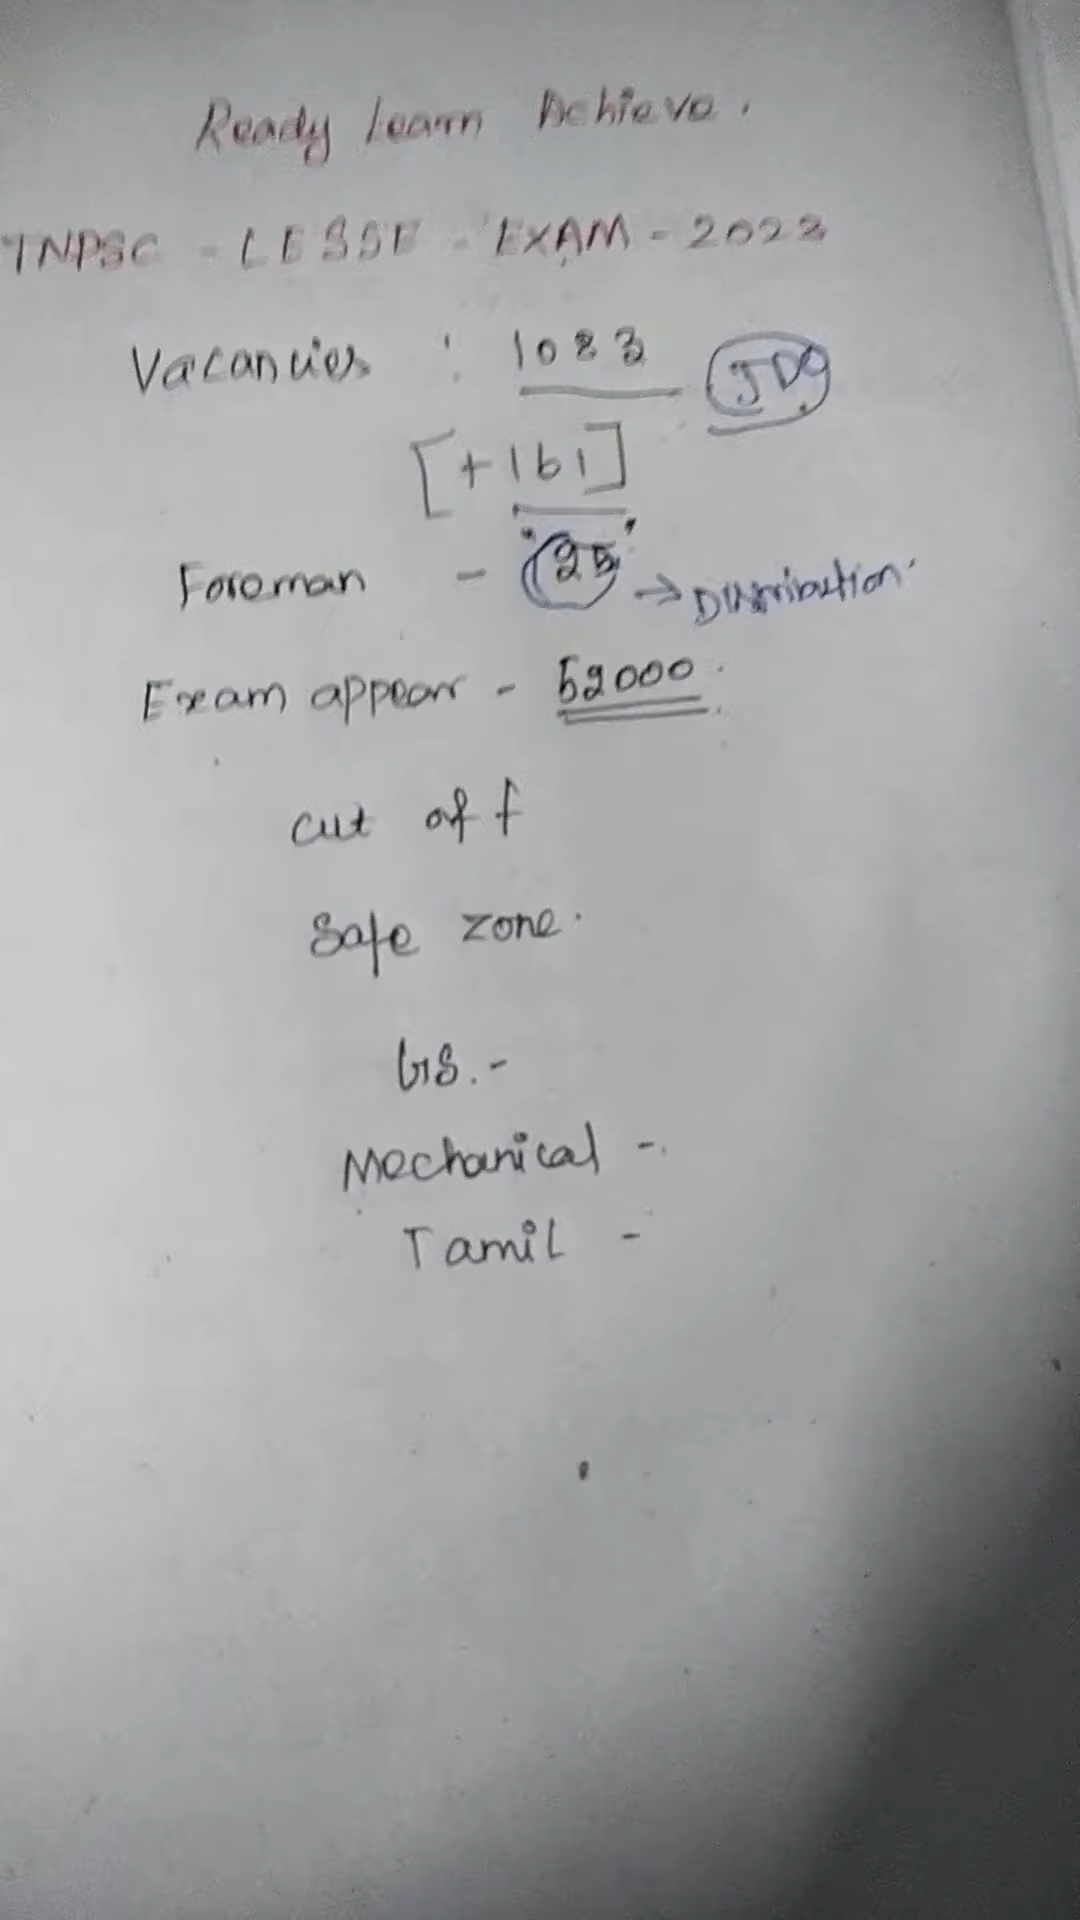 Ready Learn Achieve.
TNPSC - CESSE - EXAM - 2023
Vacancies : 1083 JDO
[+161]
Foreman - 25 → Distribution.
Exam appear - 52000.
cut off
Safe zone.
GS. -
Mechanical -
Tamil -